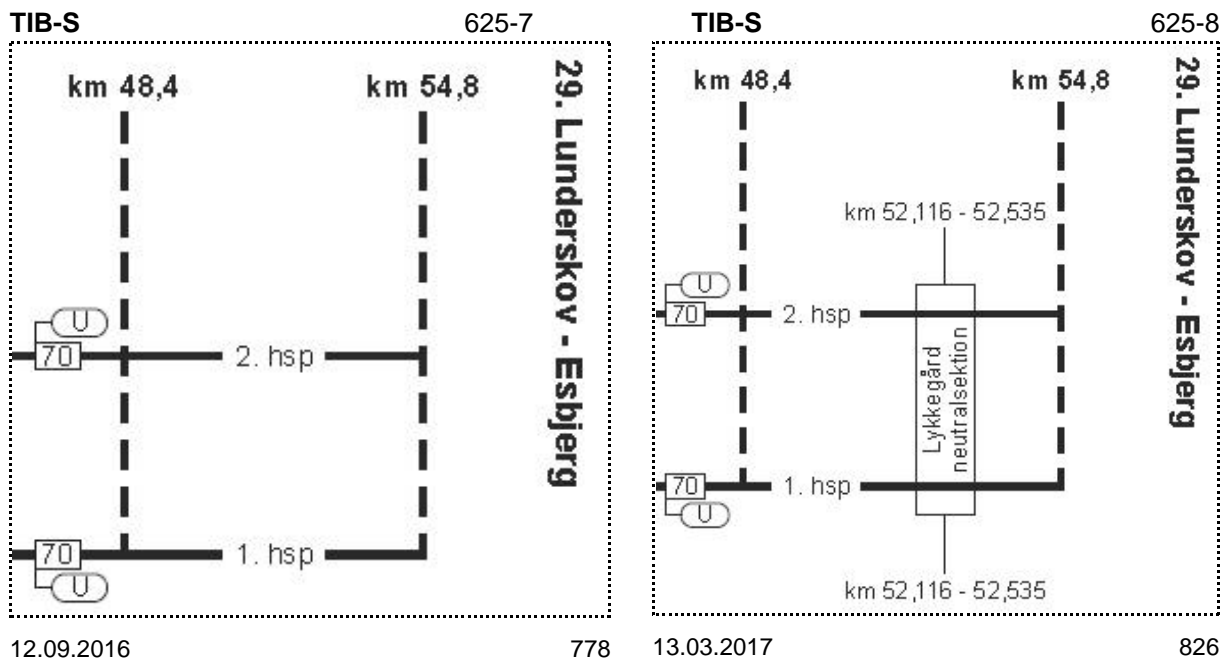 TIB-S 625-7
km 48,4 km 54,8
29. Lunderskov - Esbjerg
U
70 2. hsp
70 1. hsp
U
12.09.2016 778
TIB-S 625-8
km 48,4 km 54,8
29. Lunderskov - Esbjerg
km 52,116 - 52,535
U
70 2. hsp
Lykkegård
neutralsektion
70 1. hsp
U
km 52,116 - 52,535
13.03.2017 826